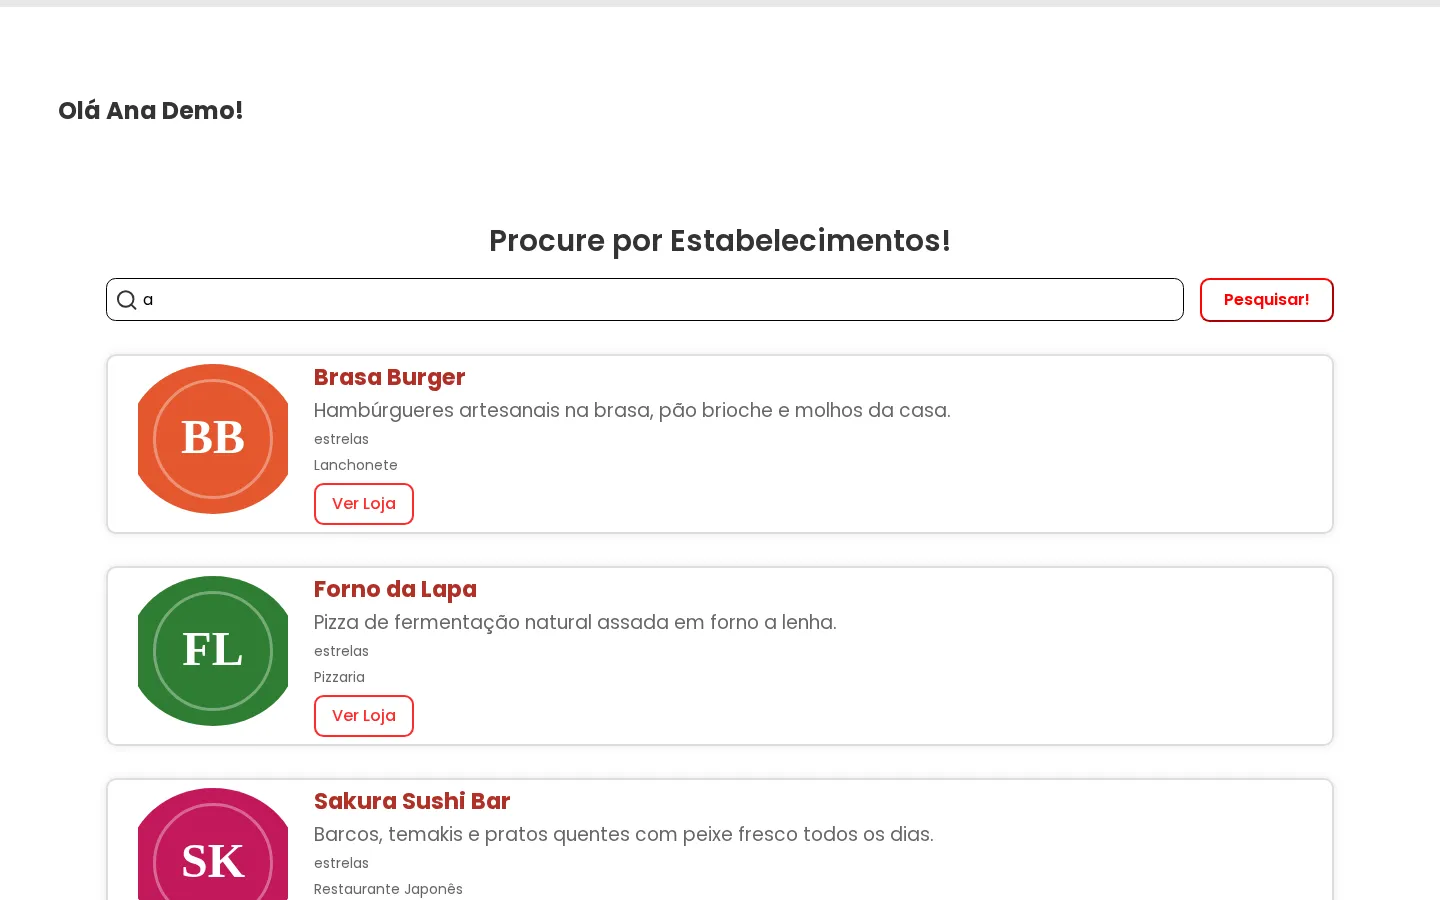 Olá Ana Demo!
Procure por Estabelecimentos!
a
Pesquisar!
BB
Brasa Burger
Hambúrgueres artesanais na brasa, pão brioche e molhos da casa.
estrelas
Lanchonete
Ver Loja
FL
Forno da Lapa
Pizza de fermentação natural assada em forno a lenha.
estrelas
Pizzaria
Ver Loja
SK
Sakura Sushi Bar
Barcos, temakis e pratos quentes com peixe fresco todos os dias.
estrelas
Restaurante Japonês